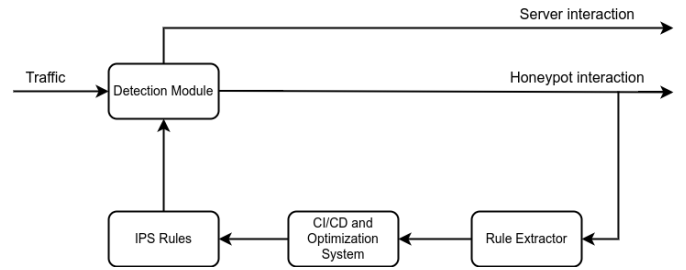 Server interaction
Traffic
Honeypot interaction
Detection Module
IPS Rules
CI/CD and
Optimization
System
Rule Extractor